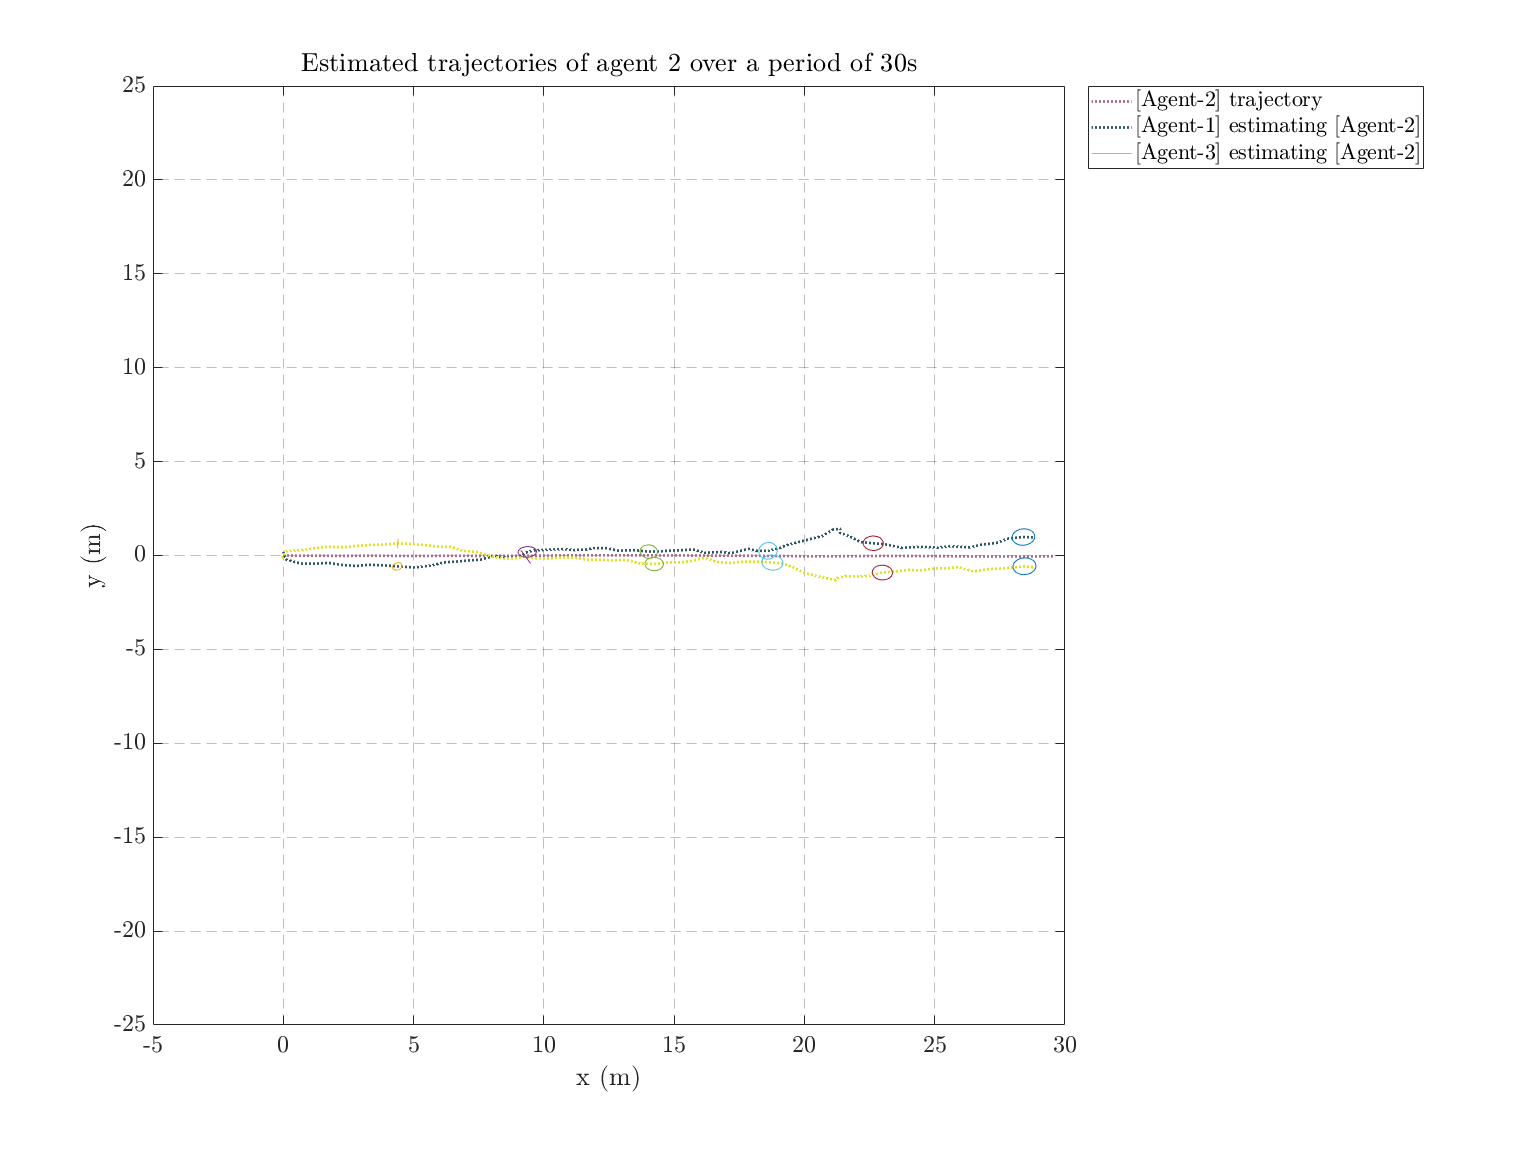 Estimated trajectories of agent 2 over a period of 30s
[Agent-2] trajectory
[Agent-1] estimating [Agent-2]
[Agent-3] estimating [Agent-2]
25
20
15
10
5
0
-5
-10
-15
-20
-25
y (m)
-5 0 5 10 15 20 25 30
x (m)